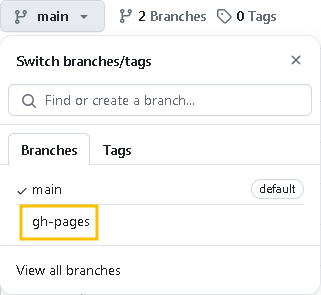 main 2 Branches 0 Tags
Switch branches/tags
Find or create a branch...
Branches Tags
main default
gh-pages
View all branches